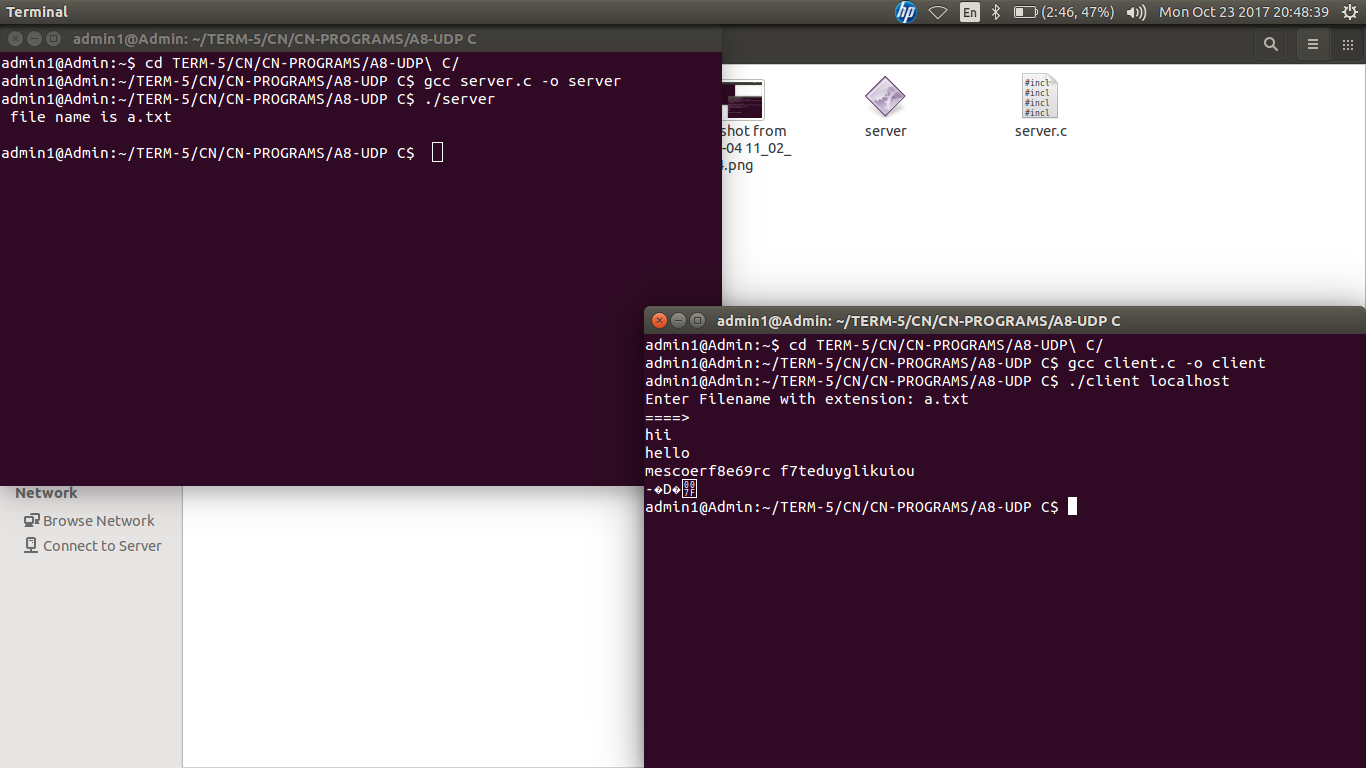 Terminal
hp
En
(2:46, 47%)
Mon Oct 23 2017 20:48:39
admin1@Admin: ~/TERM-5/CN/CN-PROGRAMS/A8-UDP C
admin1@Admin:~$ cd TERM-5/CN/CN-PROGRAMS/A8-UDP\ C/
admin1@Admin:~/TERM-5/CN/CN-PROGRAMS/A8-UDP C$ gcc server.c -o server
admin1@Admin:~/TERM-5/CN/CN-PROGRAMS/A8-UDP C$ ./server
file name is a.txt
admin1@Admin:~/TERM-5/CN/CN-PROGRAMS/A8-UDP C$
shot from
-04 11_02_
.png
server
#incl
#incl
#incl
#incl
server.c
Network
Browse Network
Connect to Server
admin1@Admin: ~/TERM-5/CN/CN-PROGRAMS/A8-UDP C
admin1@Admin:~$ cd TERM-5/CN/CN-PROGRAMS/A8-UDP\ C/
admin1@Admin:~/TERM-5/CN/CN-PROGRAMS/A8-UDP C$ gcc client.c -o client
admin1@Admin:~/TERM-5/CN/CN-PROGRAMS/A8-UDP C$ ./client localhost
Enter Filename with extension: a.txt
====>
hii
hello
mescoerf8e69rc f7teduyglikuiou
-�D�
admin1@Admin:~/TERM-5/CN/CN-PROGRAMS/A8-UDP C$